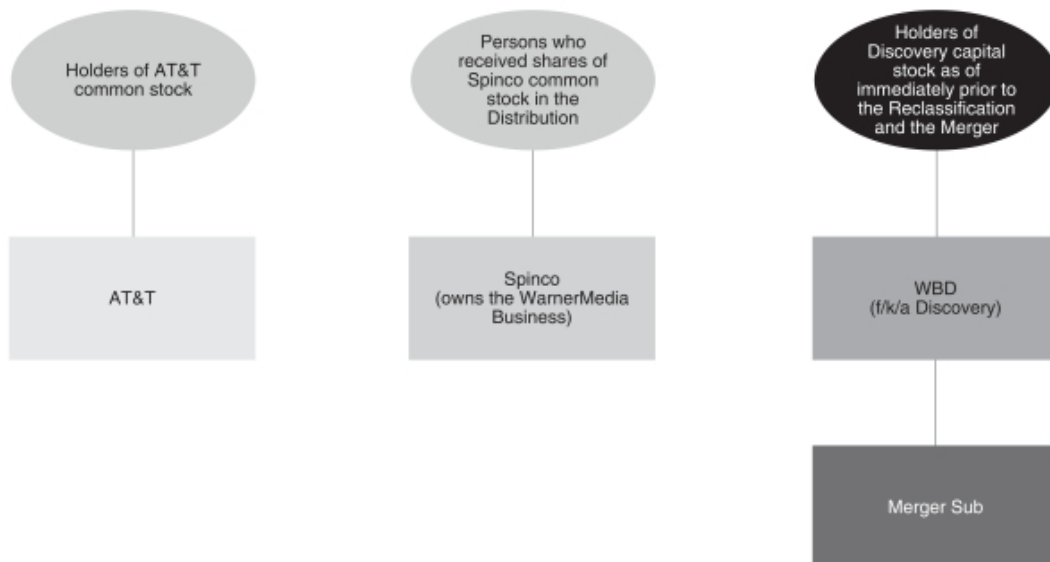 Holders of AT&T
common stock
Persons who
received shares of
Spinco common
stock in the
Distribution
Holders of
Discovery capital
stock as of
immediately prior to
the Reclassification
and the Merger
AT&T
Spinco
(owns the WarnerMedia
Business)
WBD
(f/k/a Discovery)
Merger Sub